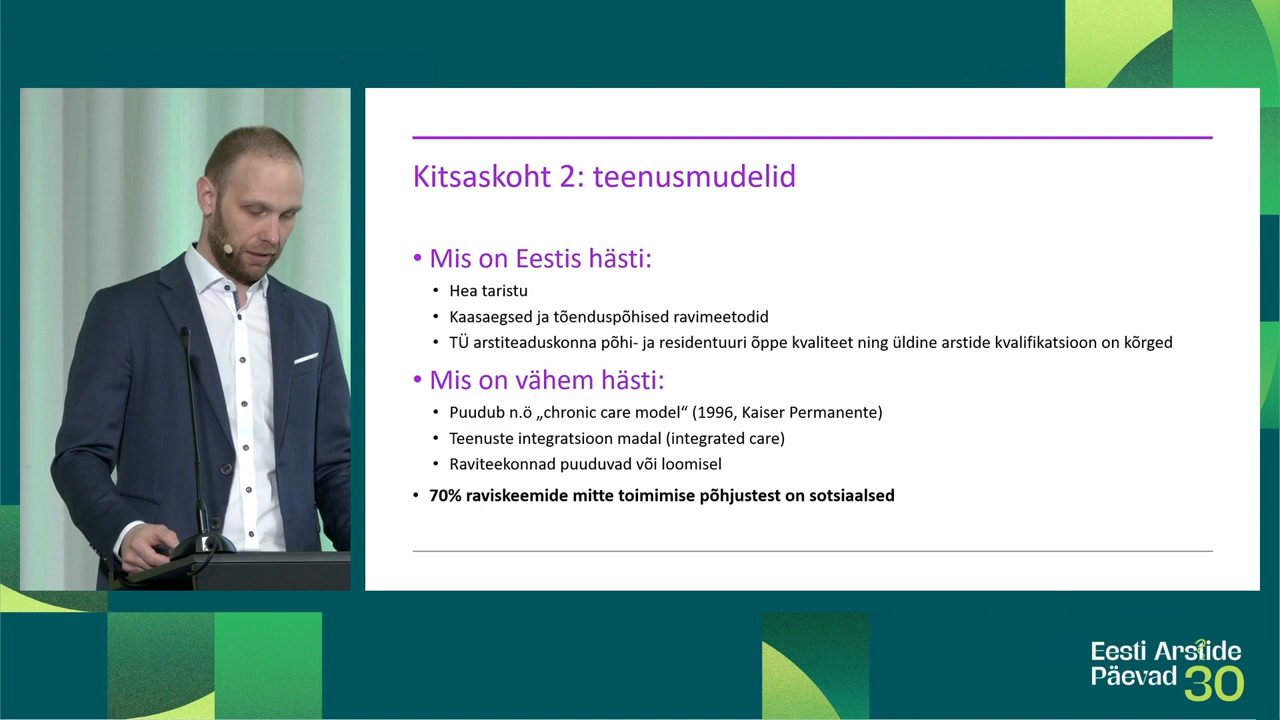 Kitsaskoht 2: teenusmudelid
• Mis on Eestis hästi:
• Hea taristu
• Kaasaegsed ja tõenduspõhised ravimeetodid
• TÜ arstiteaduskonna põhi- ja residentuuri õppe kvaliteet ning üldine arstide kvalifikatsioon on kõrged
• Mis on vähem hästi:
• Puudub n.ö „chronic care model“ (1996, Kaiser Permanente)
• Teenuste integratsioon madal (integrated care)
• Raviteekonnad puuduvad või loomisel
• 70% raviskeemide mitte toimimise põhjustest on sotsiaalsed
Eesti Arstide
Päevad 30